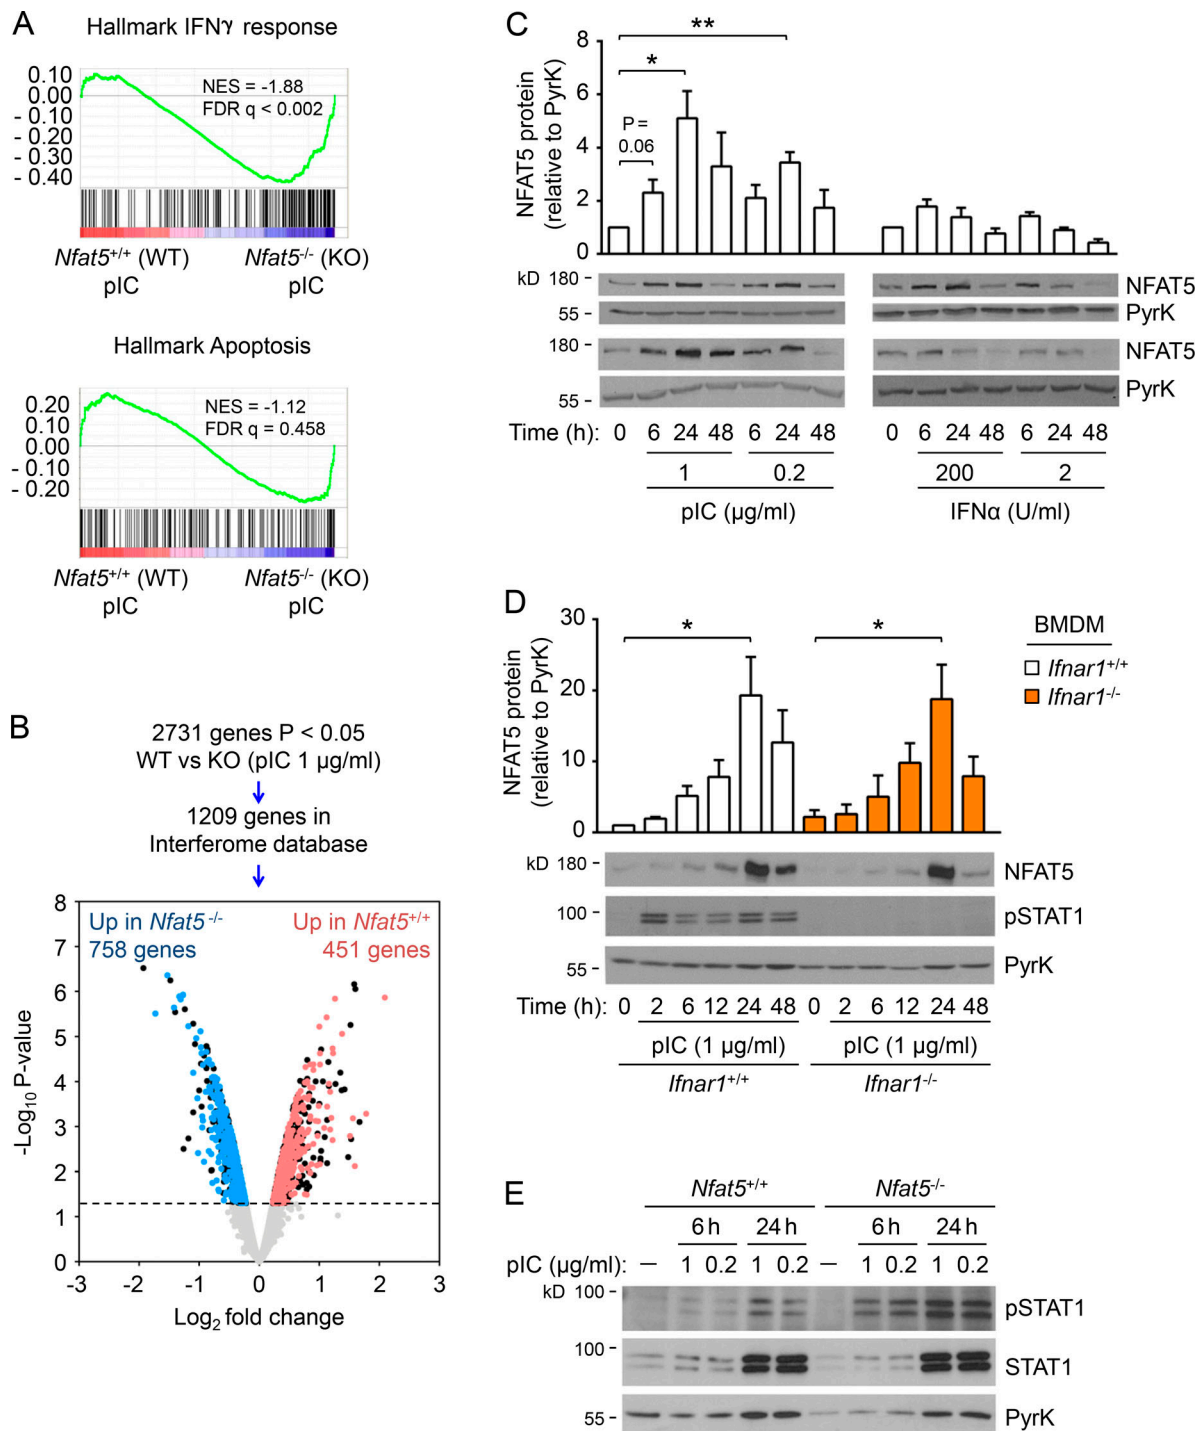 A
Hallmark IFNγ response
0.10
0.00
- 0.10
- 0.20
- 0.30
- 0.40
NES = -1.88
FDR q < 0.002
Nfat5+/+ (WT)
pIC
Nfat5-/- (KO)
pIC
Hallmark Apoptosis
0.20
0.10
0.00
- 0.10
- 0.20
NES = -1.12
FDR q = 0.458
Nfat5+/+ (WT)
pIC
Nfat5-/- (KO)
pIC
B
2731 genes P < 0.05
WT vs KO (pIC 1 µg/ml)
1209 genes in
Interferome database
Up in Nfat5 -/-
758 genes
Up in Nfat5+/+
451 genes
8
7
6
5
4
3
2
1
0
-Log10 P-value
-3 -2 -1 0 1 2 3
Log2 fold change
C
NFAT5 protein
(relative to PyrK)
8
6
4
2
0
**
*
P =
0.06
kD 180
NFAT5
55
PyrK
180
NFAT5
55
PyrK
Time (h): 0 6 24 48 6 24 48 0 6 24 48 6 24 48
1 0.2 200 2
pIC (µg/ml) IFNα (U/ml)
D
NFAT5 protein
(relative to PyrK)
30
20
10
0
* *
BMDM
Ifnar1+/+
Ifnar1-/-
kD 180
NFAT5
100
pSTAT1
55
PyrK
Time (h): 0 2 6 12 24 48 0 2 6 12 24 48
pIC (1 µg/ml) pIC (1 µg/ml)
Ifnar1+/+ Ifnar1-/-
E
Nfat5+/+ Nfat5-/-
6 h 24 h 6 h 24 h
pIC (µg/ml): – 1 0.2 1 0.2 – 1 0.2 1 0.2
kD 100
pSTAT1
100
STAT1
55
PyrK